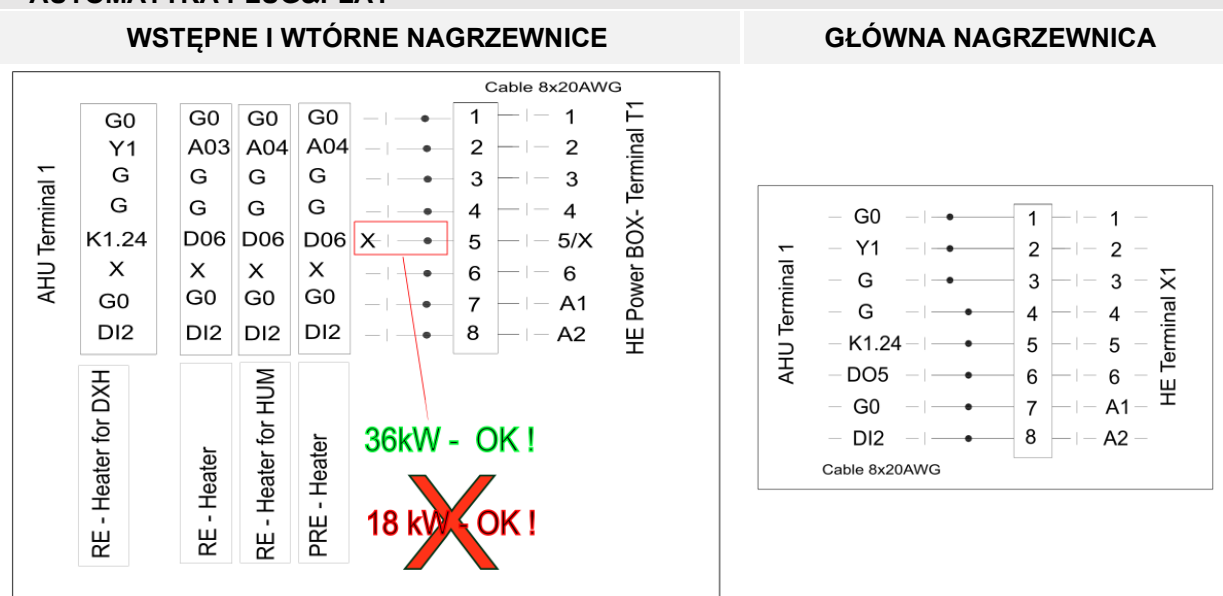 WSTĘPNE I WTÓRNE NAGRZEWNICE
GŁÓWNA NAGRZEWNICA
Cable 8x20AWG
G0 G0 G0 G0 1 1
Y1 A03 A04 A04 2 2
G G G G 3 3
G G G G 4 4
K1.24 D06 D06 D06 X 5 5/X
X X X X 6 6
G0 G0 G0 G0 7 A1
DI2 DI2 DI2 DI2 8 A2
AHU Terminal 1
HE Power BOX- Terminal T1
RE - Heater for DXH
RE - Heater
RE - Heater for HUM
PRE - Heater
36kW - OK !
18 kW - OK !
G0 1 1
Y1 2 2
G 3 3
G 4 4
K1.24 5 5
DO5 6 6
G0 7 A1
DI2 8 A2
AHU Terminal 1
HE Terminal X1
Cable 8x20AWG